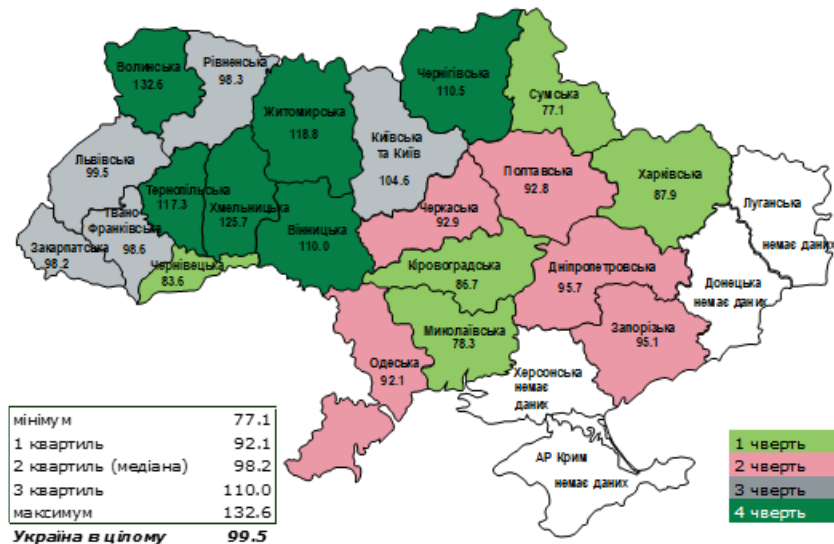 Волинська
132.6
Рівненська
98.3
Житомирська
118.8
Київська
та Київ
104.6
Чернігівська
110.5
Сумська
77.1
Львівська
99.5
Тернопільська
117.3
Хмельницька
125.7
Вінницька
110.0
Черкаська
92.9
Полтавська
92.8
Харківська
87.9
Луганська
немає даних
Закарпатська
98.2
Івано-
Франківська
98.6
Чернівецька
83.6
Кіровоградська
86.7
Дніпропетровська
95.7
Донецька
немає даних
Одеська
92.1
Миколаївська
78.3
Запорізька
95.1
Херсонська
немає
даних
АР Крим
немає даних
мінімум 77.1
1 квартиль 92.1
2 квартиль (медіана) 98.2
3 квартиль 110.0
максимум 132.6
Україна в цілому 99.5
1 чверть
2 чверть
3 чверть
4 чверть